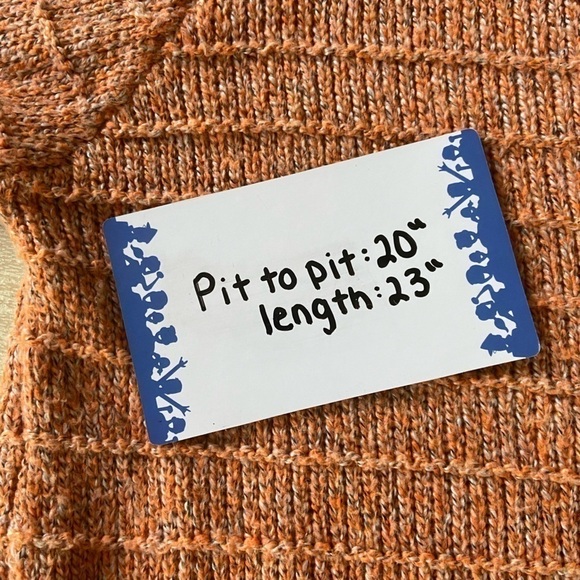 Pit to pit: 20"
length: 23"